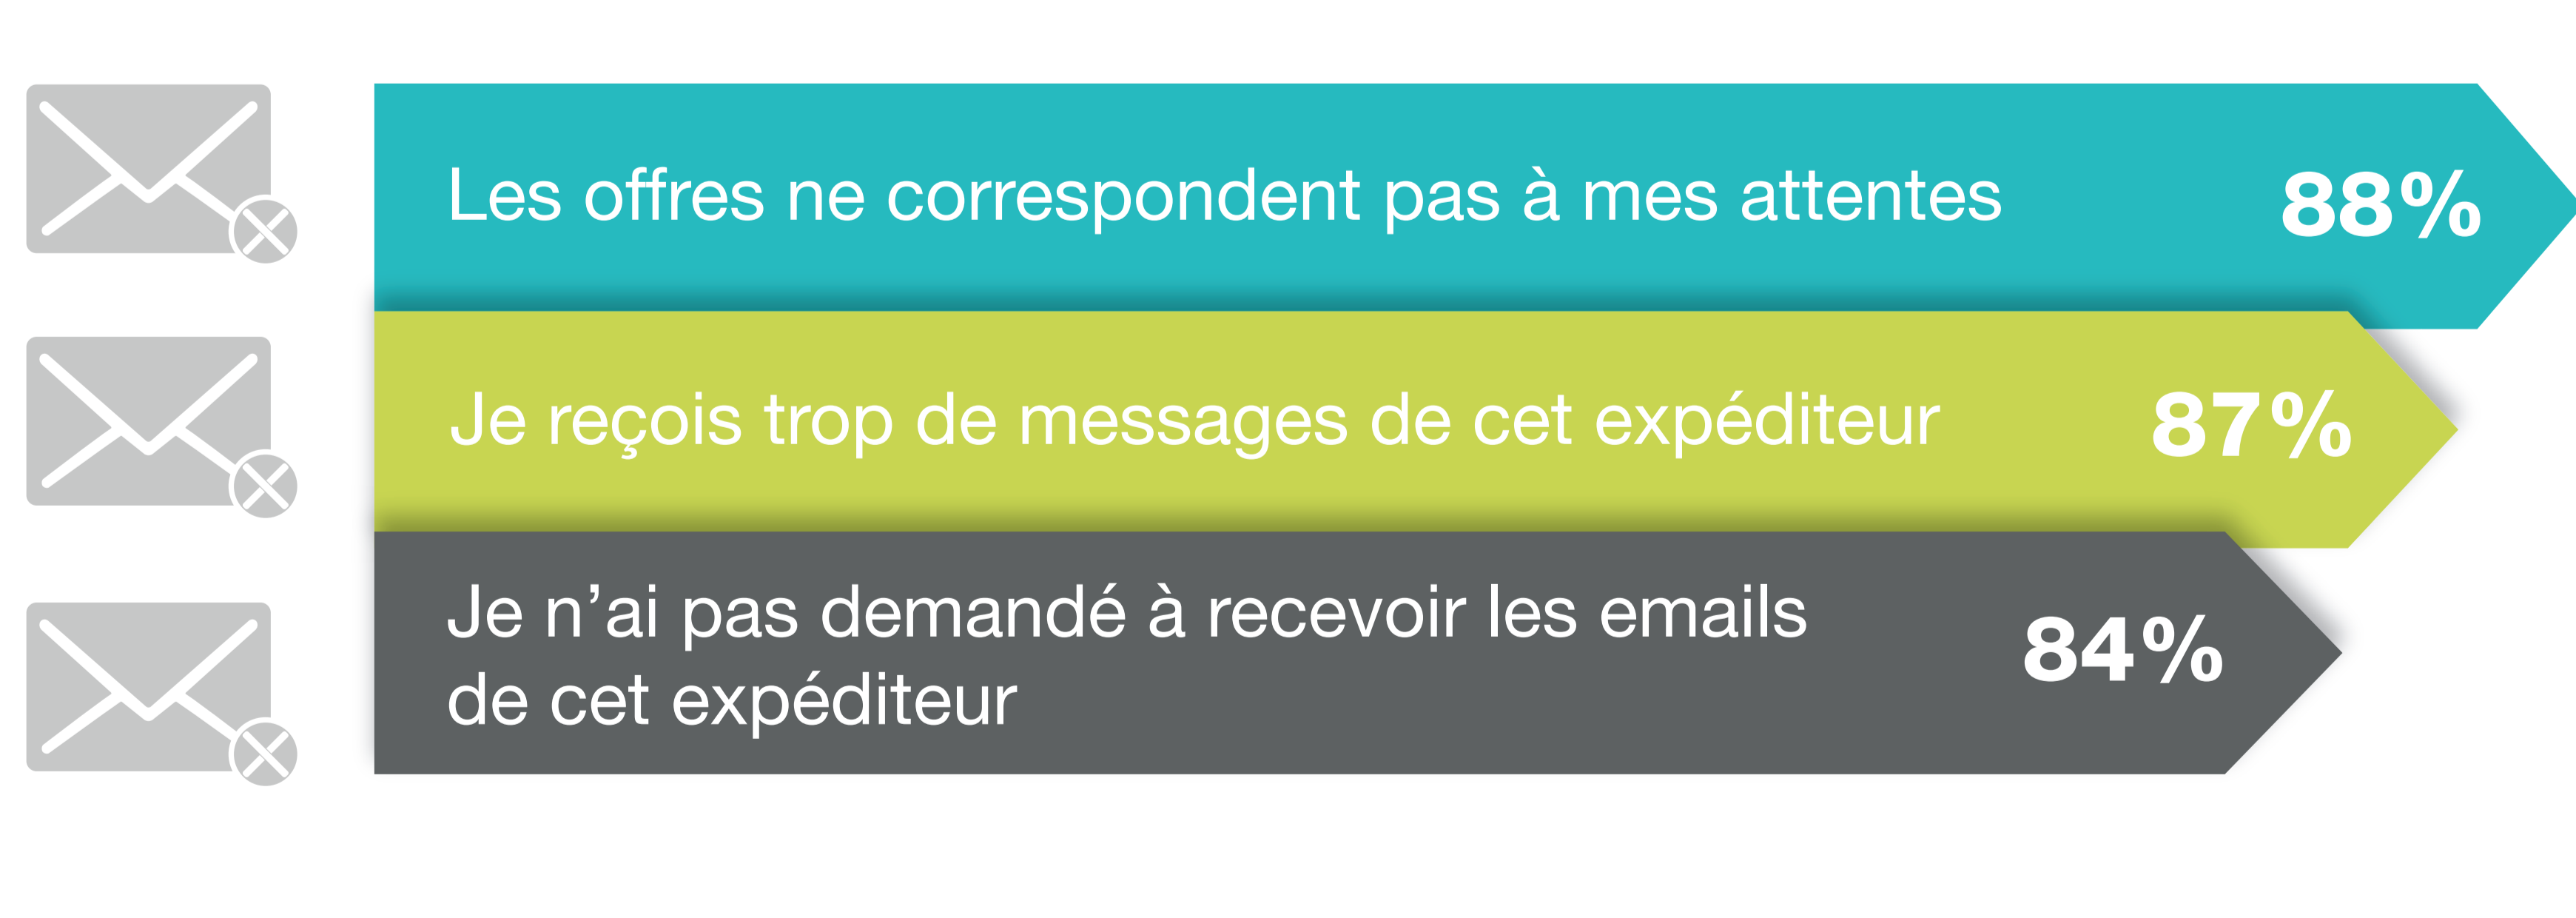 Les offres ne correspondent pas à mes attentes 88%
Je reçois trop de messages de cet expéditeur 87%
Je n’ai pas demandé à recevoir les emails
de cet expéditeur 84%